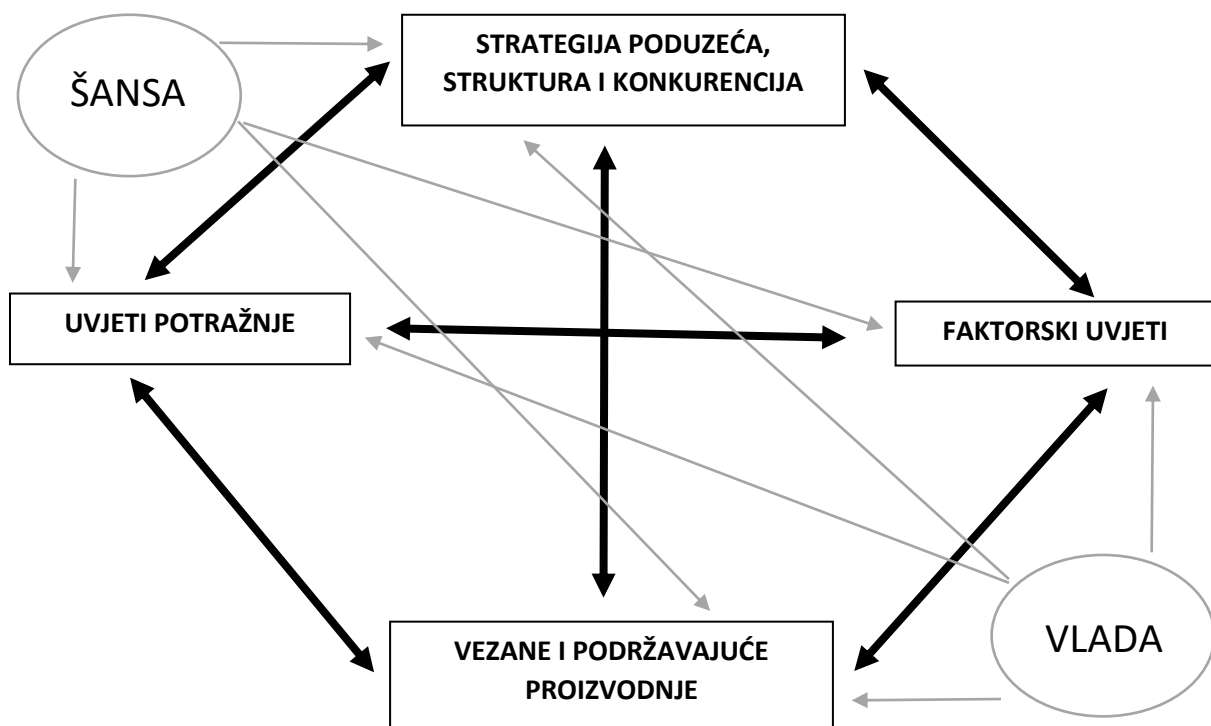 STRATEGIJA PODUZEĆA,
STRUKTURA I KONKURENCIJA
ŠANSA
UVJETI POTRAŽNJE
FAKTORSKI UVJETI
VEZANE I PODRŽAVAJUĆE
PROIZVODNJE
VLADA